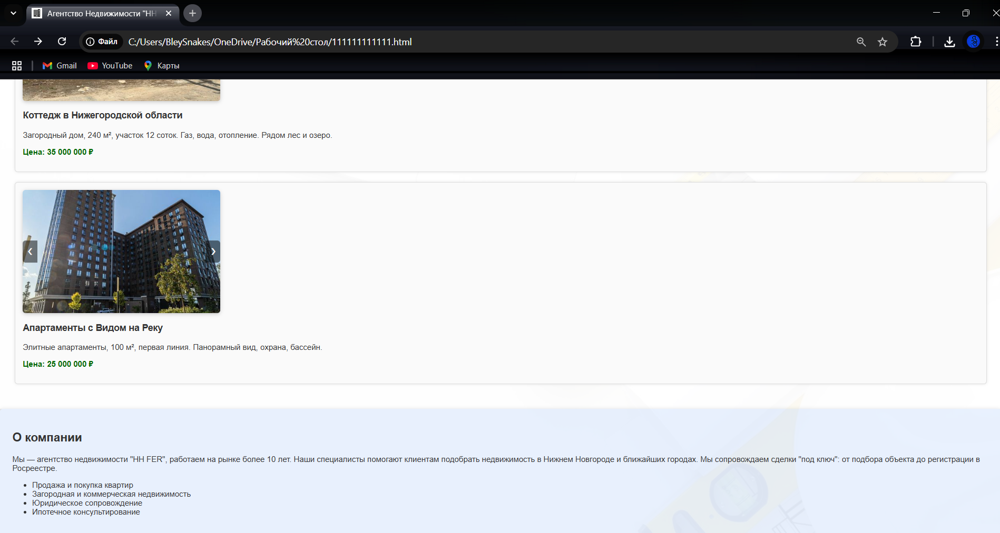 Агентство Недвижимости "НН
Файл
C:/Users/BleySnakes/OneDrive/Рабочий%20стол/111111111111.html
Gmail
YouTube
Карты
Коттедж в Нижегородской области
Загородный дом, 240 м², участок 12 соток. Газ, вода, отопление. Рядом лес и озеро.
Цена: 35 000 000 ₽
Апартаменты с Видом на Реку
Элитные апартаменты, 100 м², первая линия. Панорамный вид, охрана, бассейн.
Цена: 25 000 000 ₽
О компании
Мы — агентство недвижимости "НН FER", работаем на рынке более 10 лет. Наши специалисты помогают клиентам подобрать недвижимость в Нижнем Новгороде и ближайших городах. Мы сопровождаем сделки "под ключ": от подбора объекта до регистрации в
Росреестре.
• Продажа и покупка квартир
• Загородная и коммерческая недвижимость
• Юридическое сопровождение
• Ипотечное консультирование